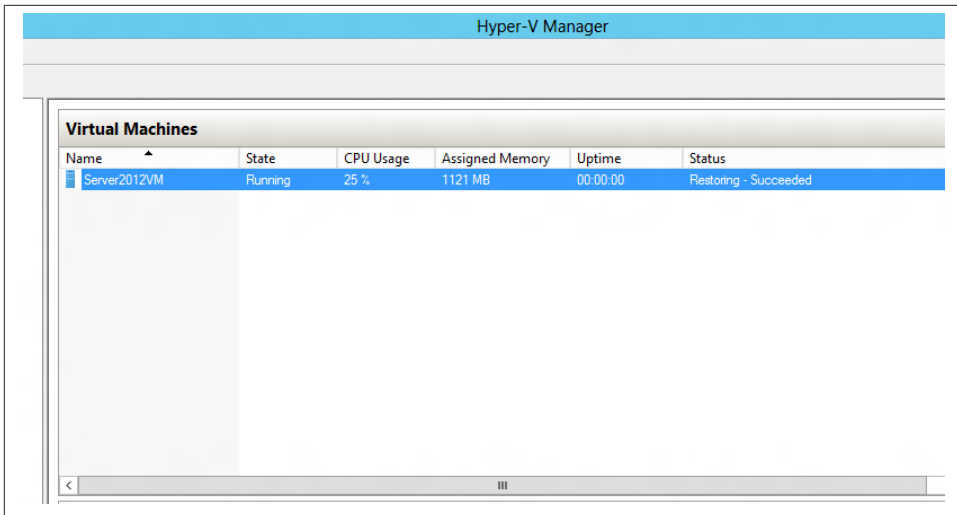 Hyper-V Manager
Virtual Machines
Name State CPU Usage Assigned Memory Uptime Status
Server2012VM Running 25 % 1121 MB 00:00:00 Restoring - Succeeded